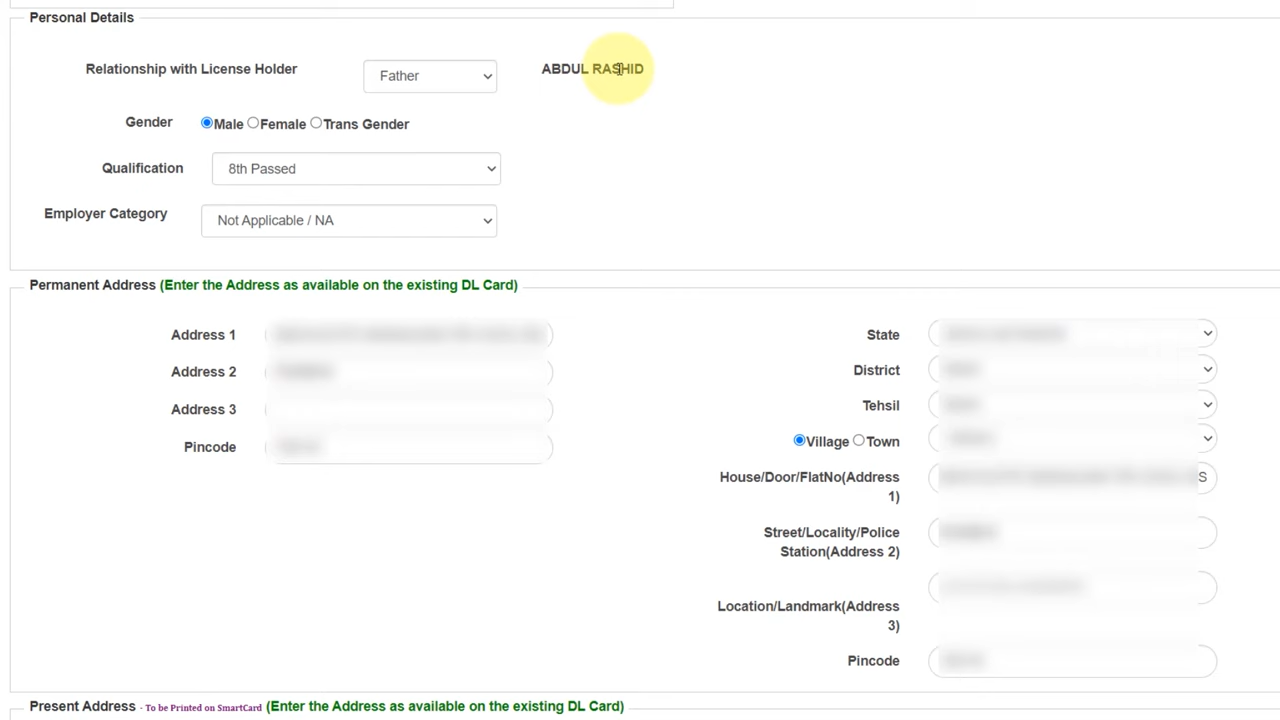 Personal Details
Relationship with License Holder Father ABDUL RASHID
Gender Male Female Trans Gender
Qualification 8th Passed
Employer Category Not Applicable / NA
Permanent Address (Enter the Address as available on the existing DL Card)
Address 1
Address 2
Address 3
Pincode
State
District
Tehsil
Village Town
House/Door/FlatNo(Address
1) S
Street/Locality/Police
Station(Address 2)
Location/Landmark(Address
3)
Pincode
Present Address - To be Printed on SmartCard (Enter the Address as available on the existing DL Card)